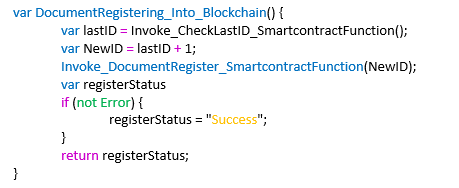 var DocumentRegistering_Into_Blockchain() {
var lastID = Invoke_CheckLastID_SmartcontractFunction();
var NewID = lastID + 1;
Invoke_DocumentRegister_SmartcontractFunction(NewID);
var registerStatus
if (not Error) {
registerStatus = "Success";
}
return registerStatus;
}